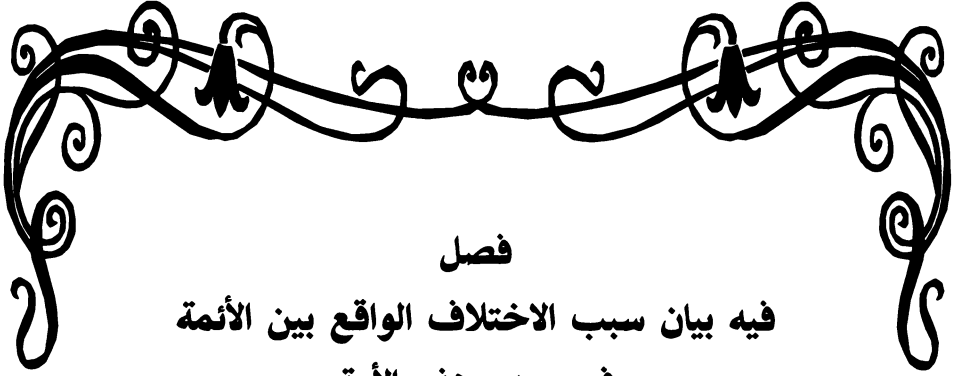 فصل
فيه بيان سبب الاختلاف الواقع بين الأئمة